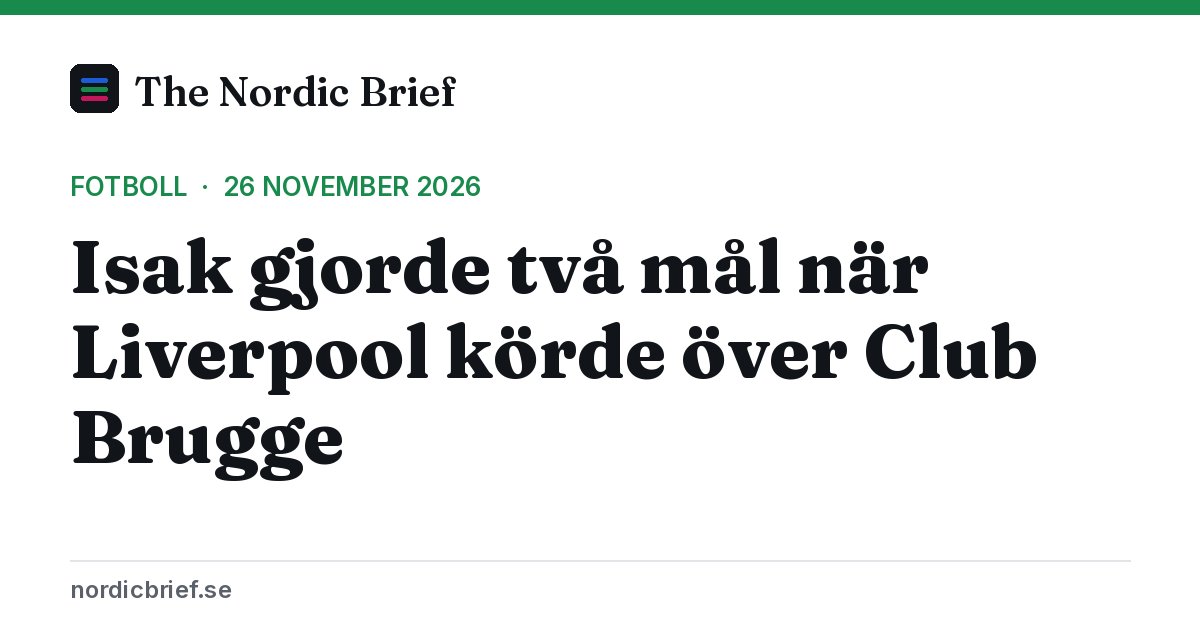 The Nordic Brief
FOTBOLL · 26 NOVEMBER 2026
Isak gjorde två mål när
Liverpool körde över Club
Brugge
nordicbrief.se